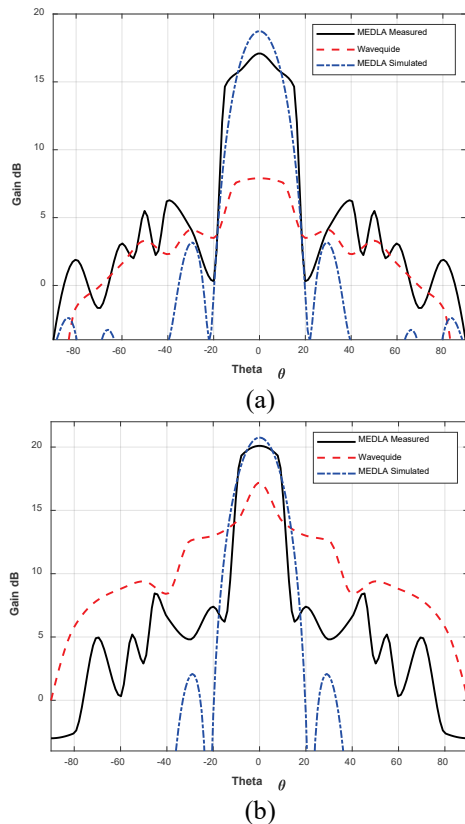 20
15
10
5
0
Gain dB
-80 -60 -40 -20 0 20 40 60 80
Theta θ
MEDLA Measured
Wavequide
MEDLA Simulated
(a)
20
15
10
5
0
Gain dB
-80 -60 -40 -20 0 20 40 60 80
Theta θ
MEDLA Measured
Wavequide
MEDLA Simulated
(b)